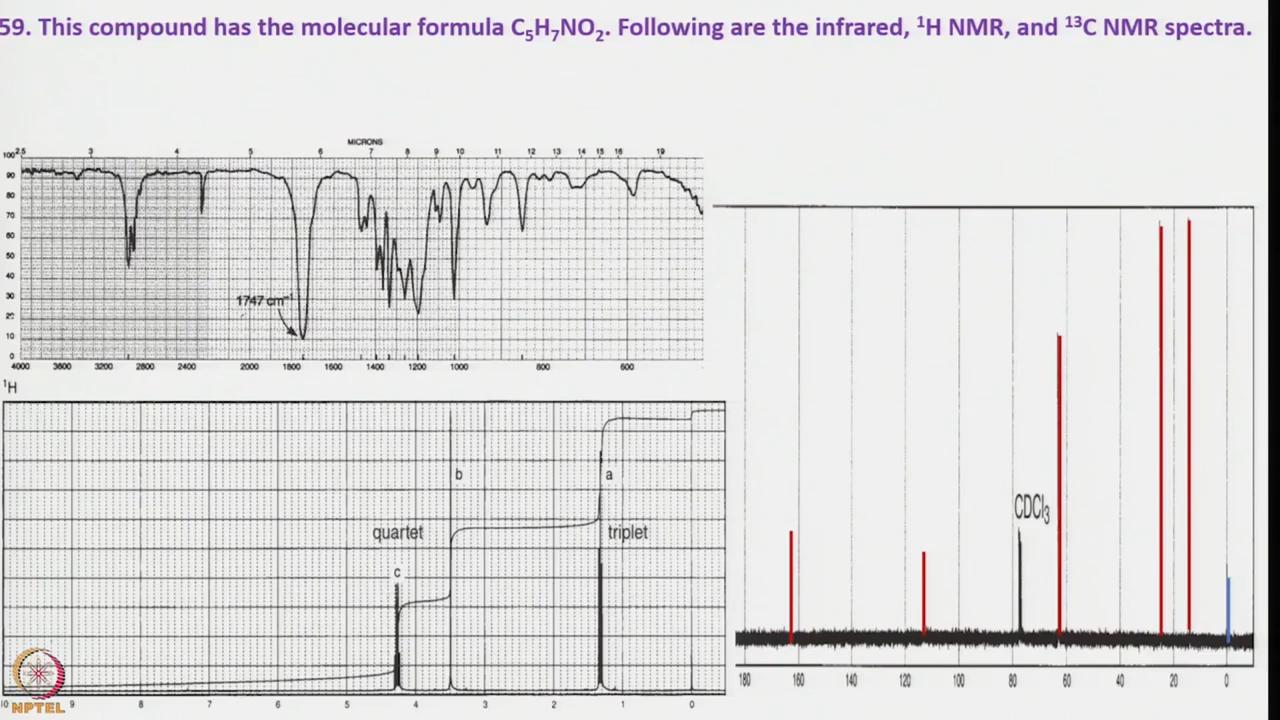 59. This compound has the molecular formula C₅H₇NO₂. Following are the infrared, ¹H NMR, and ¹³C NMR spectra.
MICRONS
2.5 3 4 5 6 7 8 9 10 11 12 13 14 15 16 19
100
90
80
70
60
50
40
30
20
10
0
1747 cm⁻¹
4000 3600 3200 2800 2400 2000 1800 1600 1400 1200 1000 800 600
¹H
b
a
quartet
triplet
c
10 9 8 7 6 5 4 3 2 1 0
CDCl₃
180 160 140 120 100 80 60 40 20 0
NPTEL